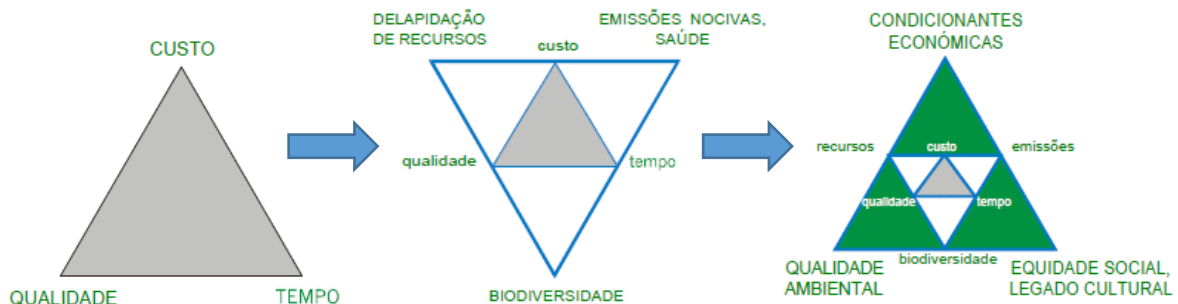 CUSTO
QUALIDADE
TEMPO
DELAPIDAÇÃO
DE RECURSOS
EMISSÕES NOCIVAS,
SAÚDE
custo
qualidade
tempo
BIODIVERSIDADE
CONDICIONANTES
ECONÓMICAS
recursos
custo
emissões
qualidade
tempo
biodiversidade
QUALIDADE
AMBIENTAL
EQUIDADE SOCIAL,
LEGADO CULTURAL